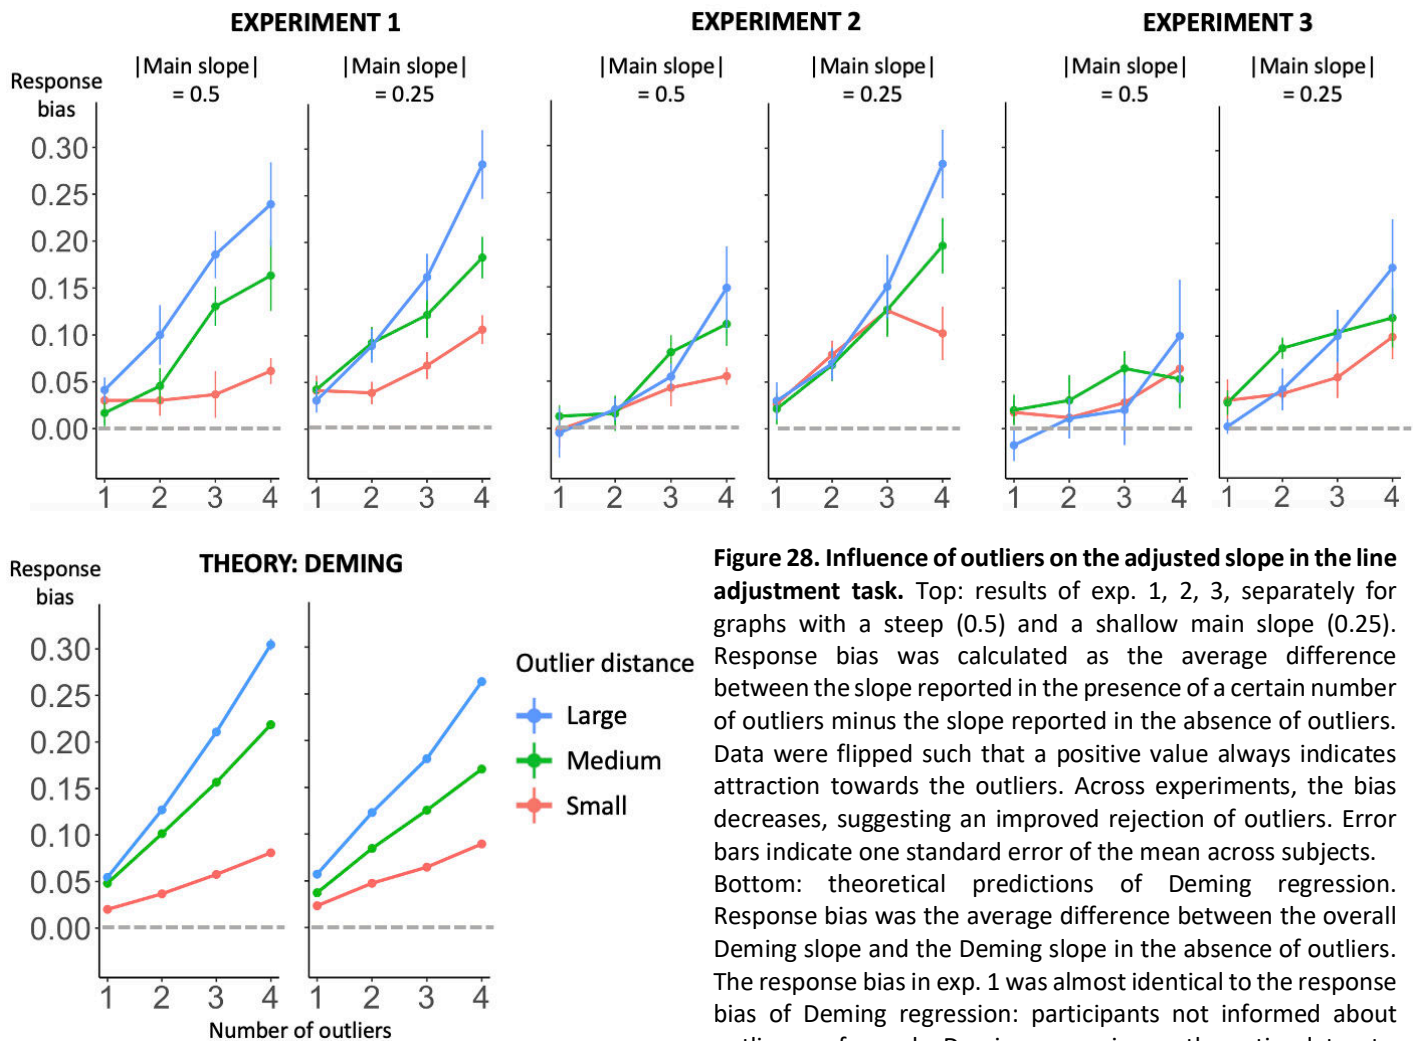 EXPERIMENT 1
EXPERIMENT 2
EXPERIMENT 3
|Main slope|
= 0.5
|Main slope|
= 0.25
|Main slope|
= 0.5
|Main slope|
= 0.25
|Main slope|
= 0.5
|Main slope|
= 0.25
Response
bias
0.30
0.25
0.20
0.15
0.10
0.05
0.00
1 2 3 4
1 2 3 4
1 2 3 4
1 2 3 4
1 2 3 4
1 2 3 4
THEORY: DEMING
Response
bias
0.30
0.25
0.20
0.15
0.10
0.05
0.00
1 2 3 4
1 2 3 4
Number of outliers
Outlier distance
Large
Medium
Small
Figure 28. Influence of outliers on the adjusted slope in the line
adjustment task. Top: results of exp. 1, 2, 3, separately for
graphs with a steep (0.5) and a shallow main slope (0.25).
Response bias was calculated as the average difference
between the slope reported in the presence of a certain number
of outliers minus the slope reported in the absence of outliers.
Data were flipped such that a positive value always indicates
attraction towards the outliers. Across experiments, the bias
decreases, suggesting an improved rejection of outliers. Error
bars indicate one standard error of the mean across subjects.
Bottom: theoretical predictions of Deming regression.
Response bias was the average difference between the overall
Deming slope and the Deming slope in the absence of outliers.
The response bias in exp. 1 was almost identical to the response
bias of Deming regression: participants not informed about